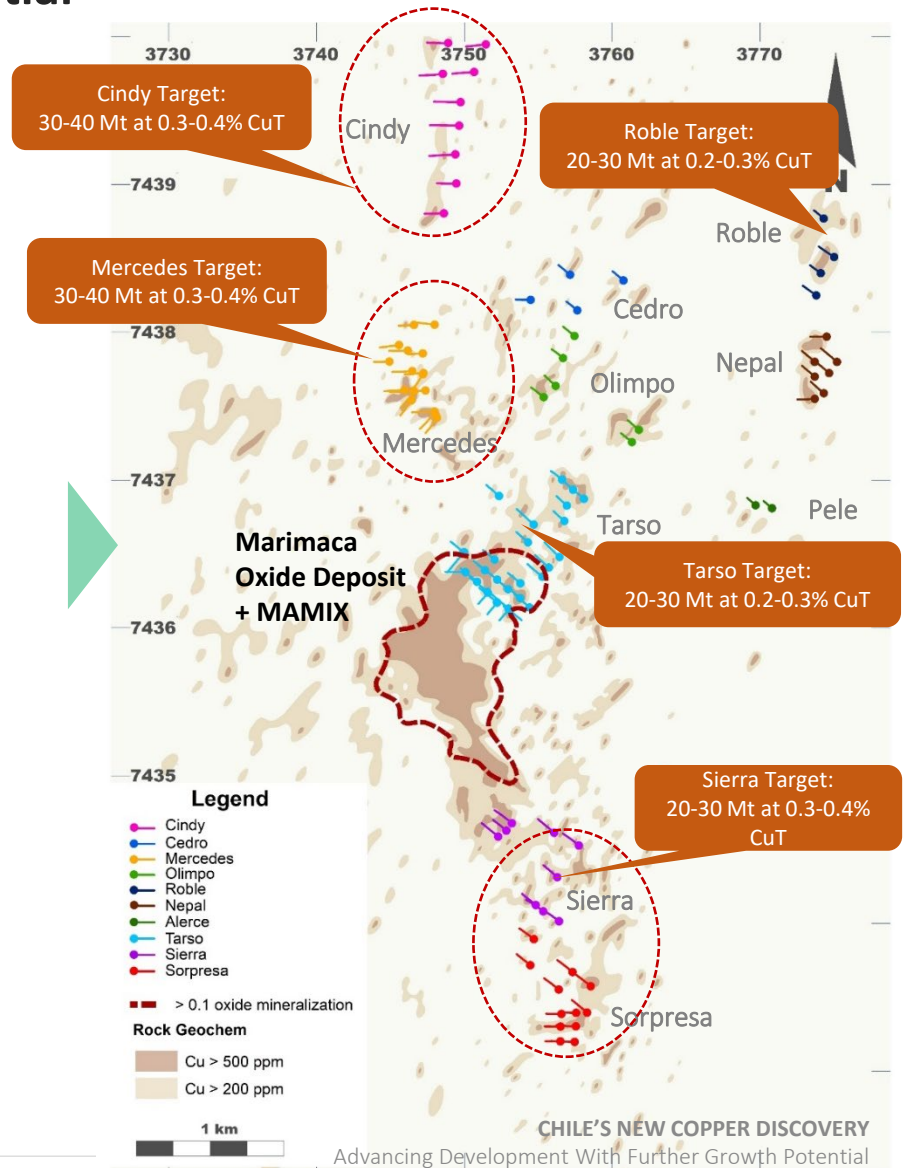 3730
3740
3750
3760
3770
Cindy Target:
30-40 Mt at 0.3-0.4% CuT
Cindy
Roble Target:
20-30 Mt at 0.2-0.3% CuT
N
7439
Roble
Mercedes Target:
30-40 Mt at 0.3-0.4% CuT
Cedro
7438
Nepal
Olimpo
Mercedes
7437
Pele
Tarso
Marimaca
Oxide Deposit
+ MAMIX
Tarso Target:
20-30 Mt at 0.2-0.3% CuT
7436
7435
Sierra Target:
20-30 Mt at 0.3-0.4%
CuT
Sierra
Sorpresa
Legend
Cindy
Cedro
Mercedes
Olimpo
Roble
Nepal
Alerce
Tarso
Sierra
Sorpresa
> 0.1 oxide mineralization
Rock Geochem
Cu > 500 ppm
Cu > 200 ppm
1 km
CHILE'S NEW COPPER DISCOVERY
Advancing Development With Further Growth Potential